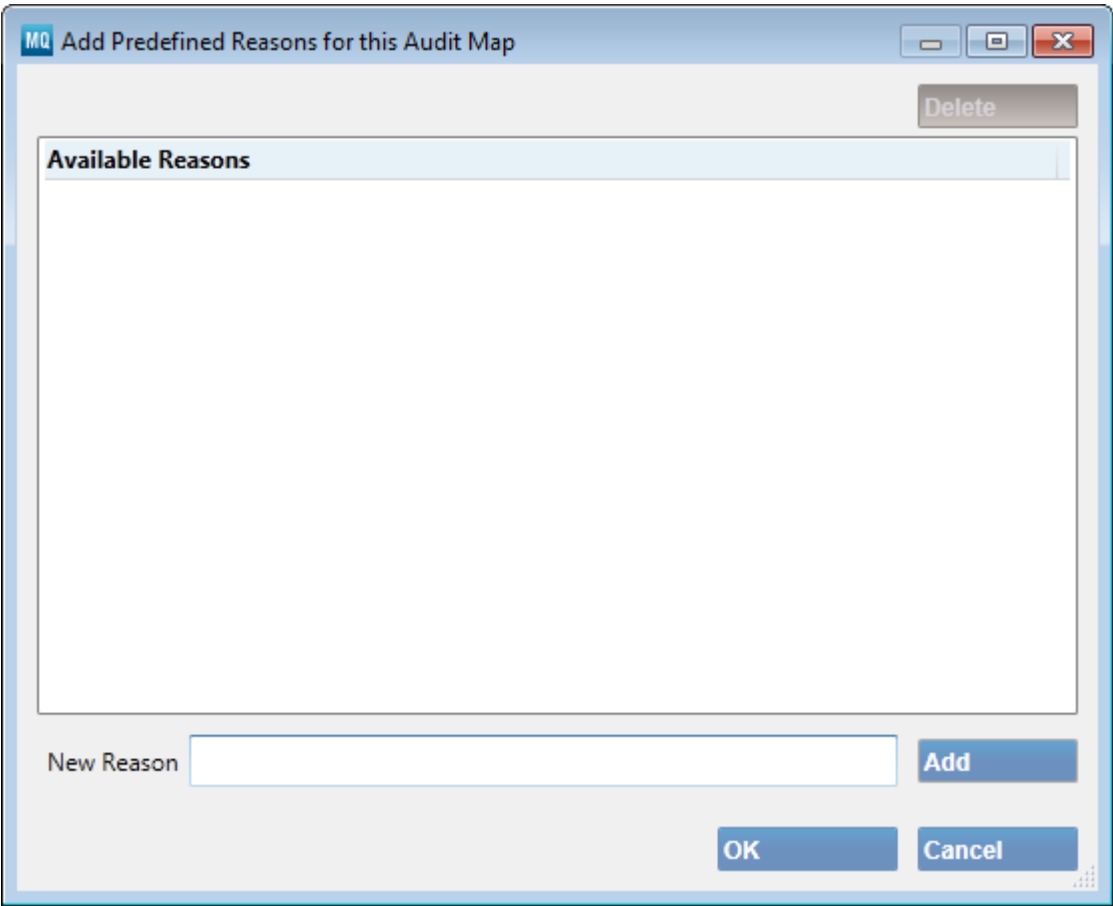 MQ Add Predefined Reasons for this Audit Map
Delete
Available Reasons
New Reason
Add
OK
Cancel